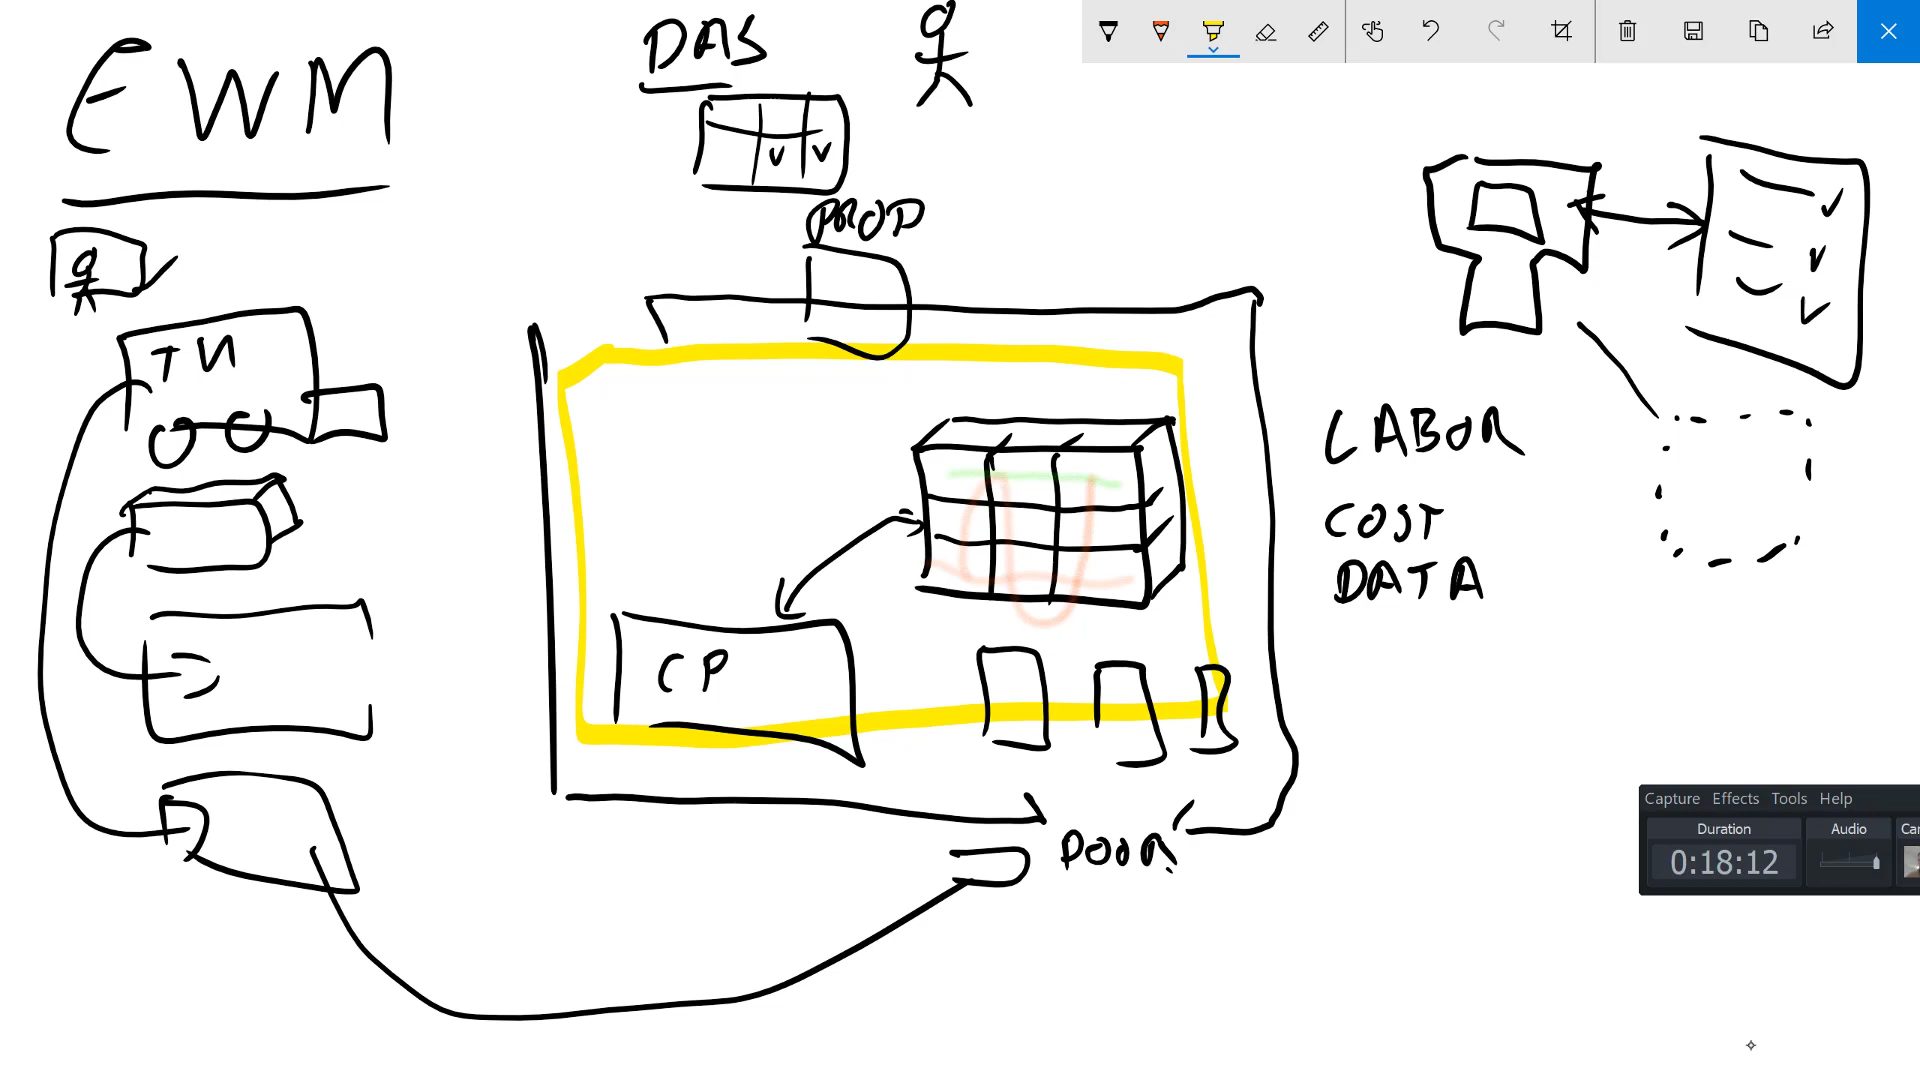 EWM
DAS
PROD
TU
CP
DOOR
LABOR
COST
DATA
Capture Effects Tools Help
Duration Audio
0:18:12